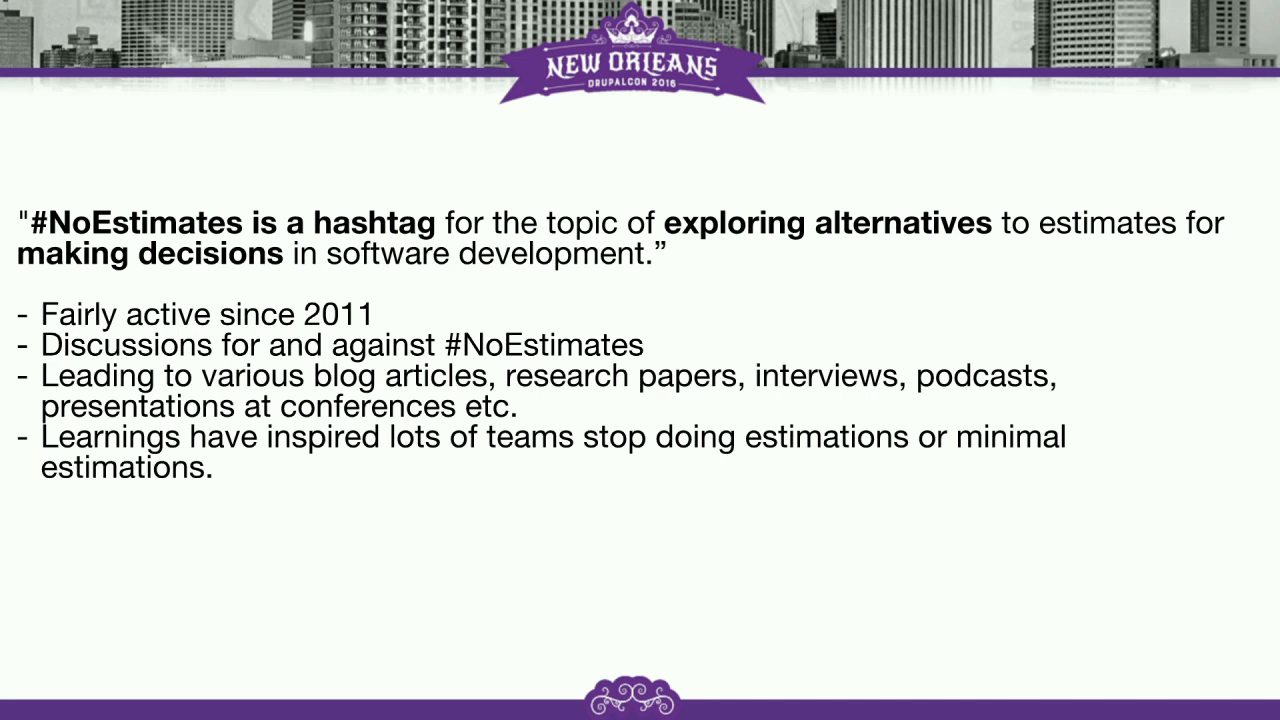 NEW ORLEANS
DRUPALCON 2016
"#NoEstimates is a hashtag for the topic of exploring alternatives to estimates for
making decisions in software development.”
- Fairly active since 2011
- Discussions for and against #NoEstimates
- Leading to various blog articles, research papers, interviews, podcasts,
presentations at conferences etc.
- Learnings have inspired lots of teams stop doing estimations or minimal
estimations.